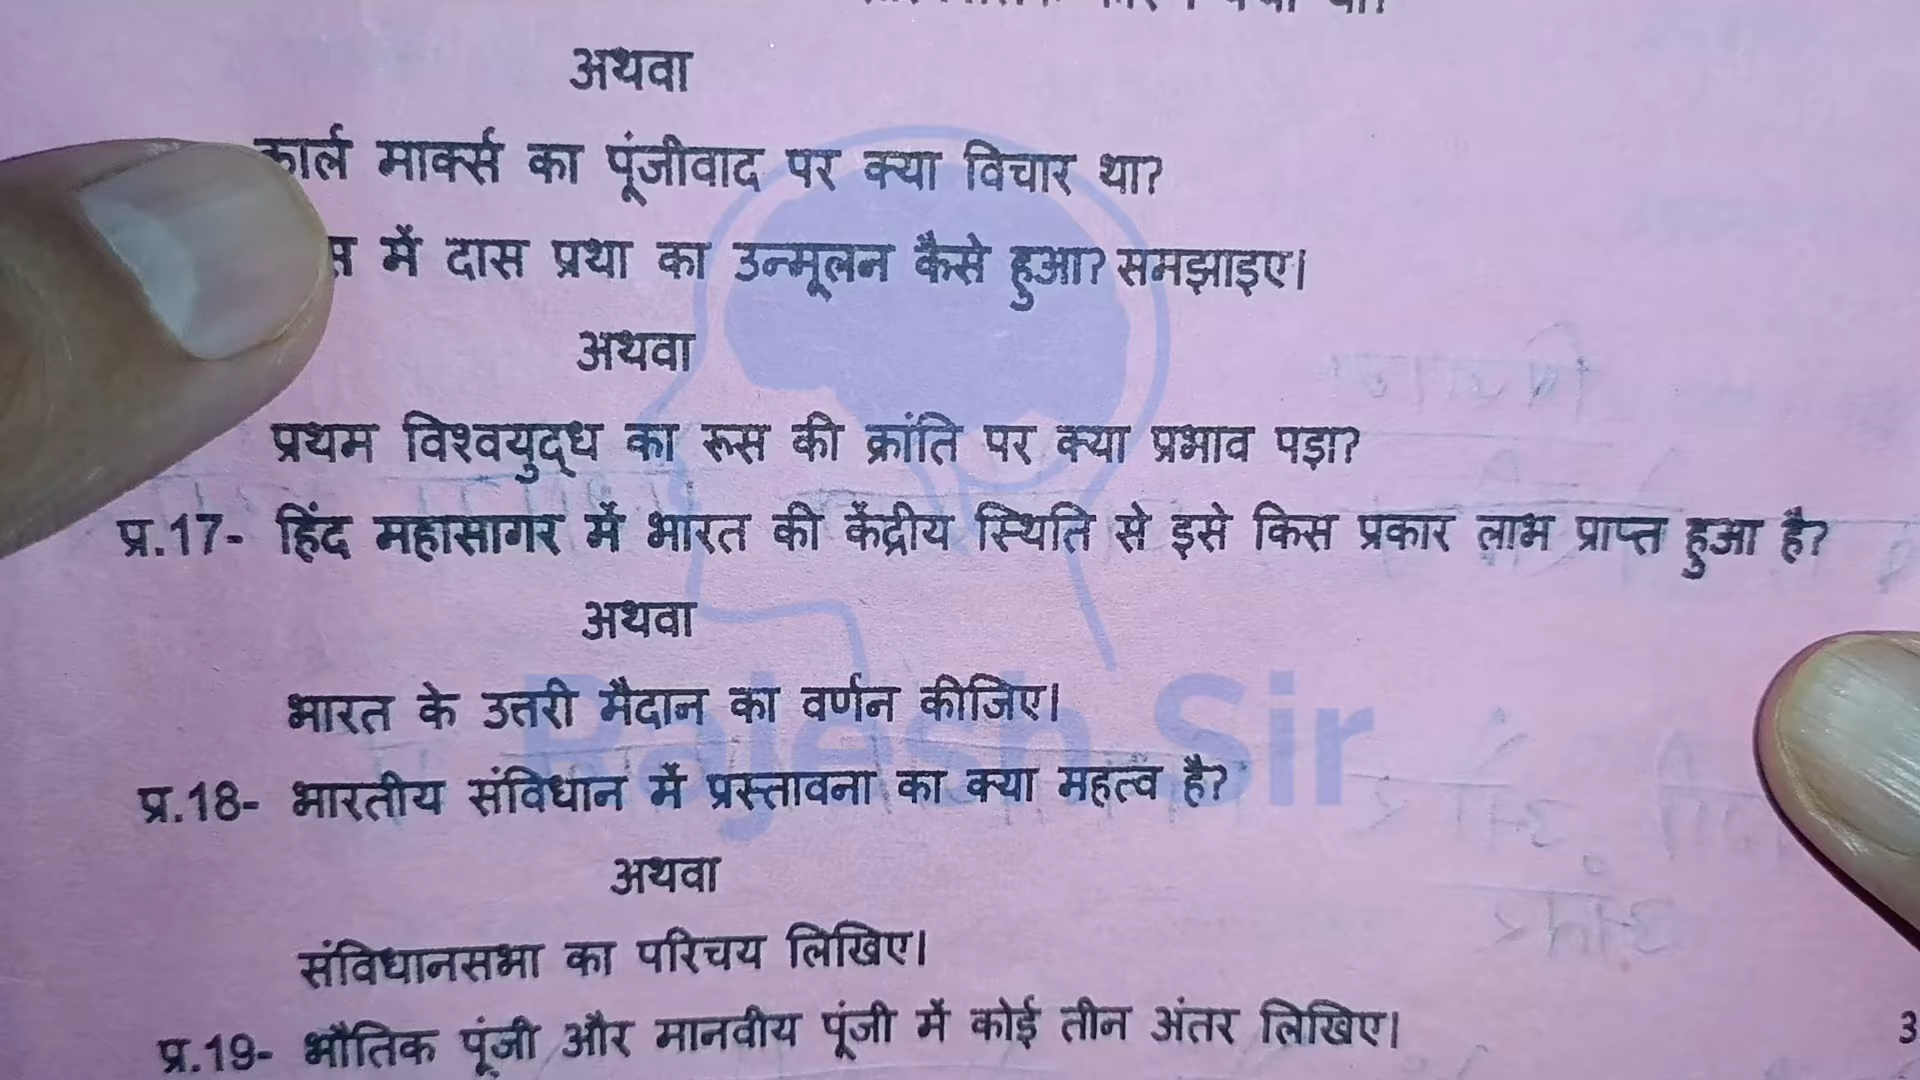 अथवा
कार्ल मार्क्स का पूंजीवाद पर क्या विचार था?
में दास प्रथा का उन्मूलन कैसे हुआ? समझाइए।
अथवा
प्रथम विश्वयुद्ध का रूस की क्रांति पर क्या प्रभाव पड़ा?
प्र.17- हिंद महासागर में भारत की केंद्रीय स्थिति से इसे किस प्रकार लाभ प्राप्त हुआ है?
अथवा
भारत के उत्तरी मैदान का वर्णन कीजिए।
Rajesh Sir
प्र.18- भारतीय संविधान में प्रस्तावना का क्या महत्व है?
अथवा
संविधानसभा का परिचय लिखिए।
प्र.19- भौतिक पूंजी और मानवीय पूंजी में कोई तीन अंतर लिखिए।
3